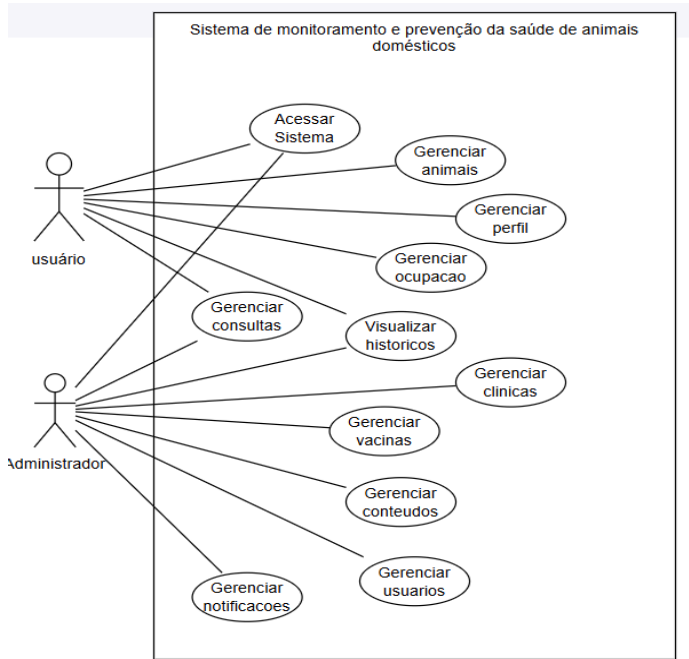 Sistema de monitoramento e prevenção da saúde de animais
domésticos
Acessar
Sistema
Gerenciar
animais
Gerenciar
perfil
usuário
Gerenciar
ocupacao
Gerenciar
consultas
Visualizar
historicos
Gerenciar
clinicas
Gerenciar
vacinas
Administrador
Gerenciar
conteudos
Gerenciar
usuarios
Gerenciar
notificacoes